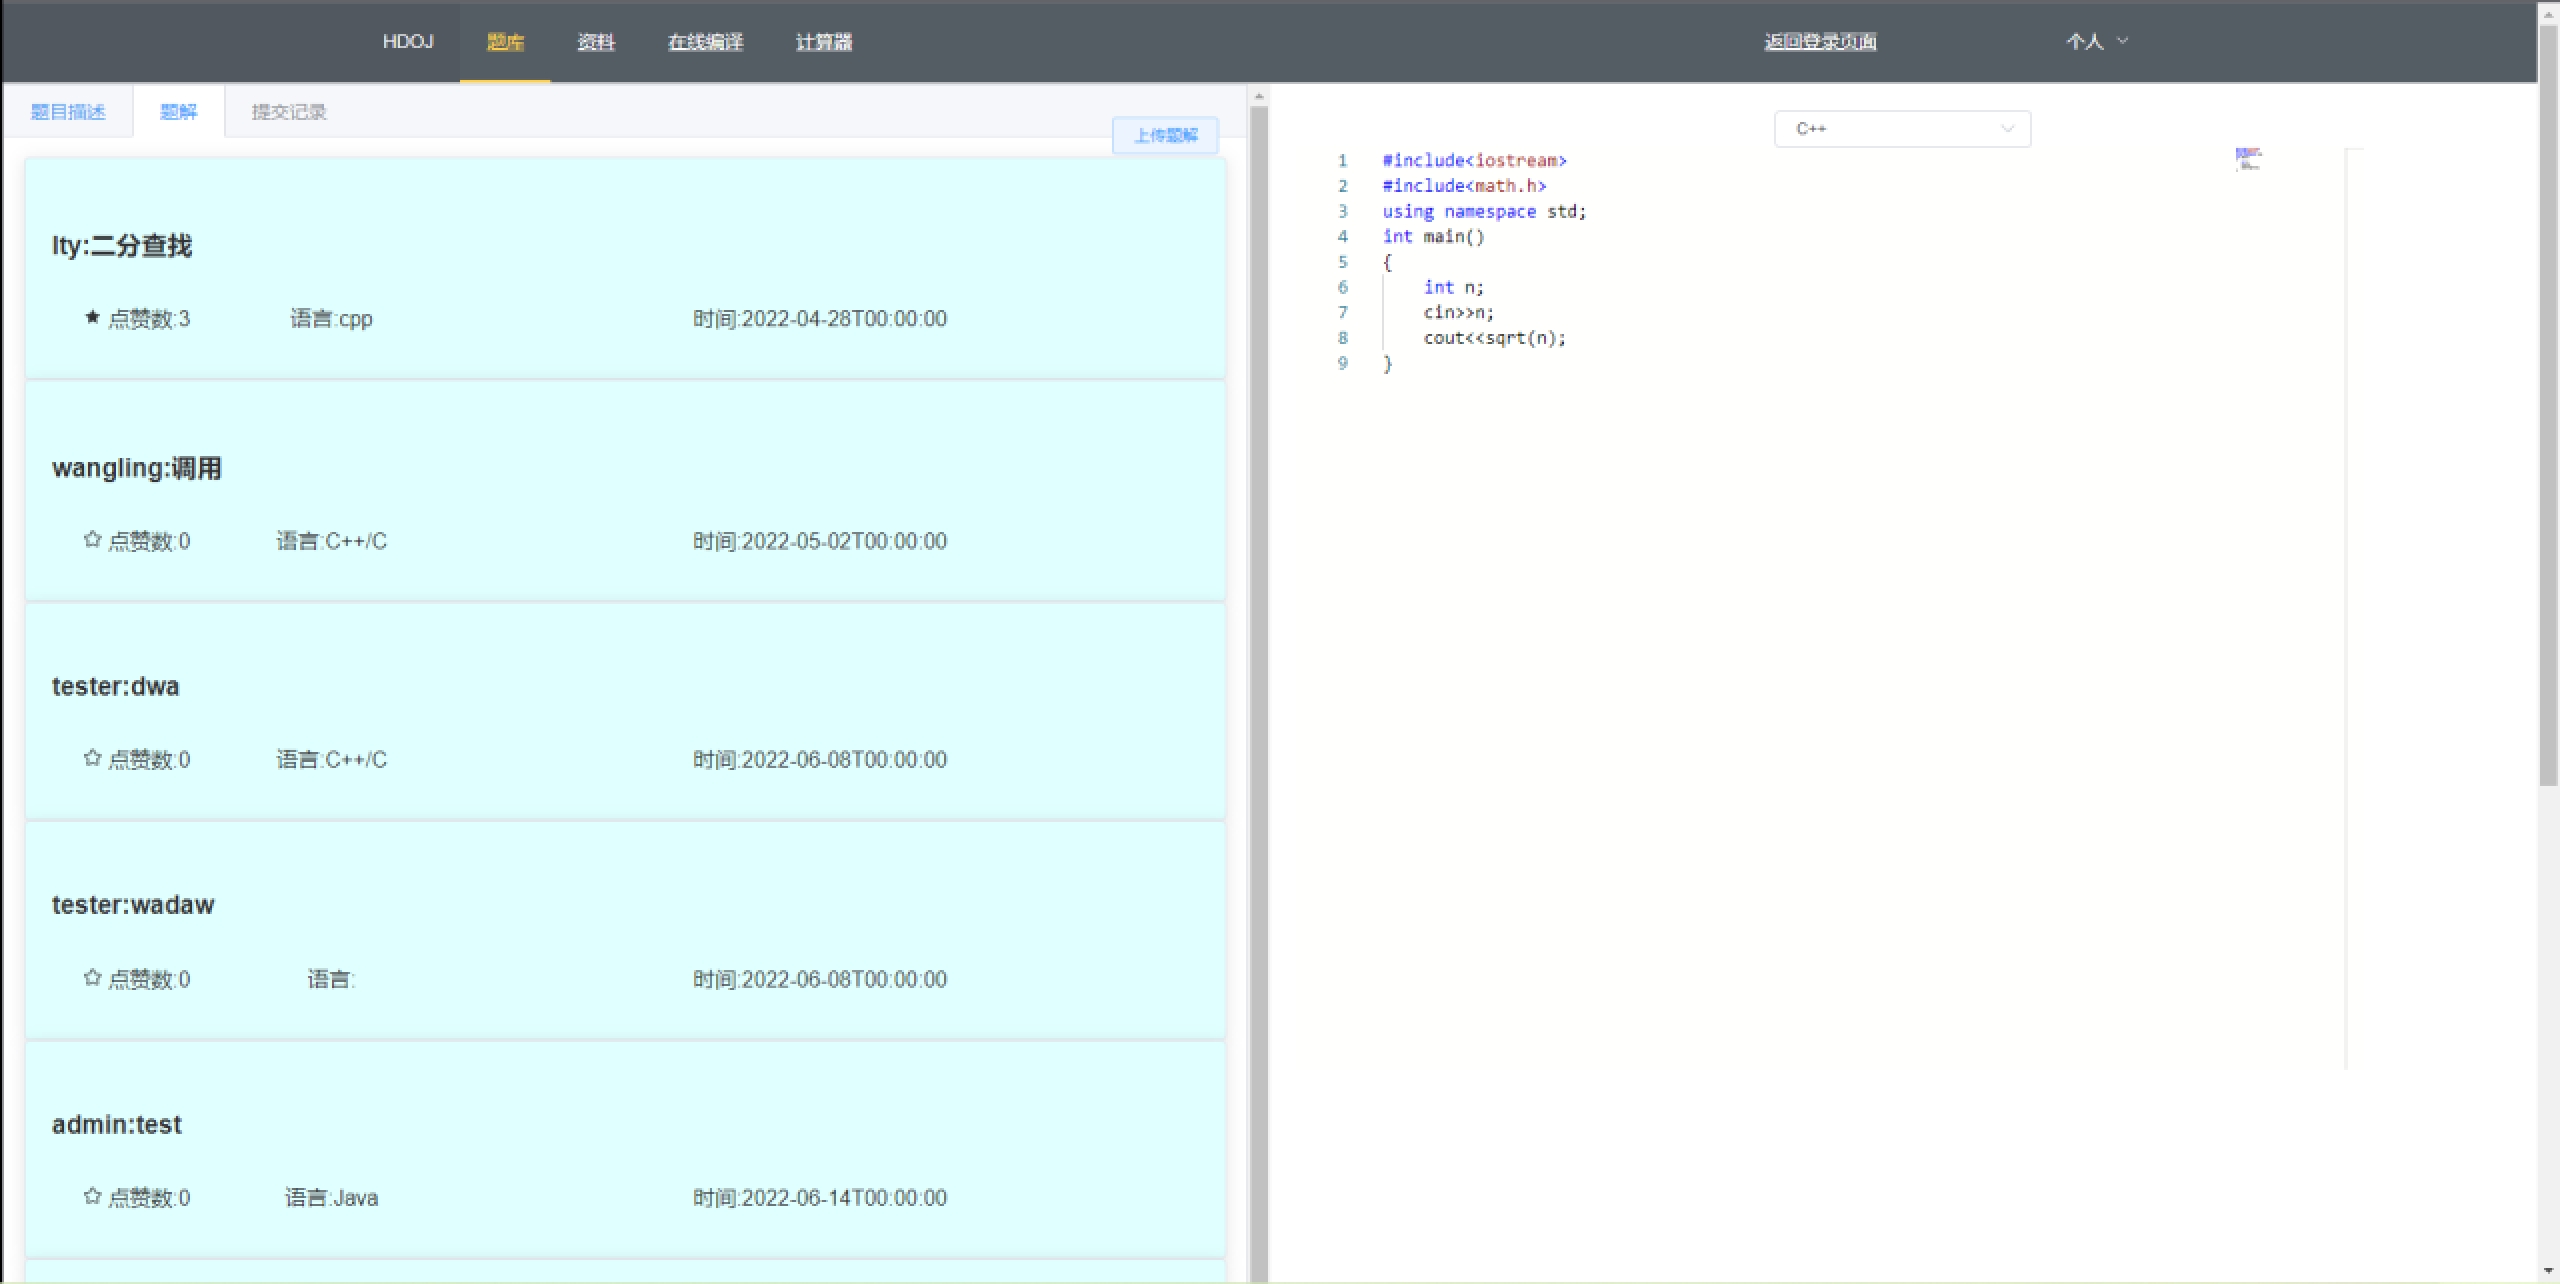 HDOJ 题库 资料 在线编译 计算器 返回登录页面 个人
题目描述 题解 提交记录
上传题解
lty:二分查找
点赞数:3 语言:cpp 时间:2022-04-28T00:00:00
wangling:调用
点赞数:0 语言:C++/C 时间:2022-05-02T00:00:00
tester:dwa
点赞数:0 语言:C++/C 时间:2022-06-08T00:00:00
tester:wadaw
点赞数:0 语言: 时间:2022-06-08T00:00:00
admin:test
点赞数:0 语言:Java 时间:2022-06-14T00:00:00
C++
1 #include<iostream>
2 #include<math.h>
3 using namespace std;
4 int main()
5 {
6 int n;
7 cin>>n;
8 cout<<sqrt(n);
9 }